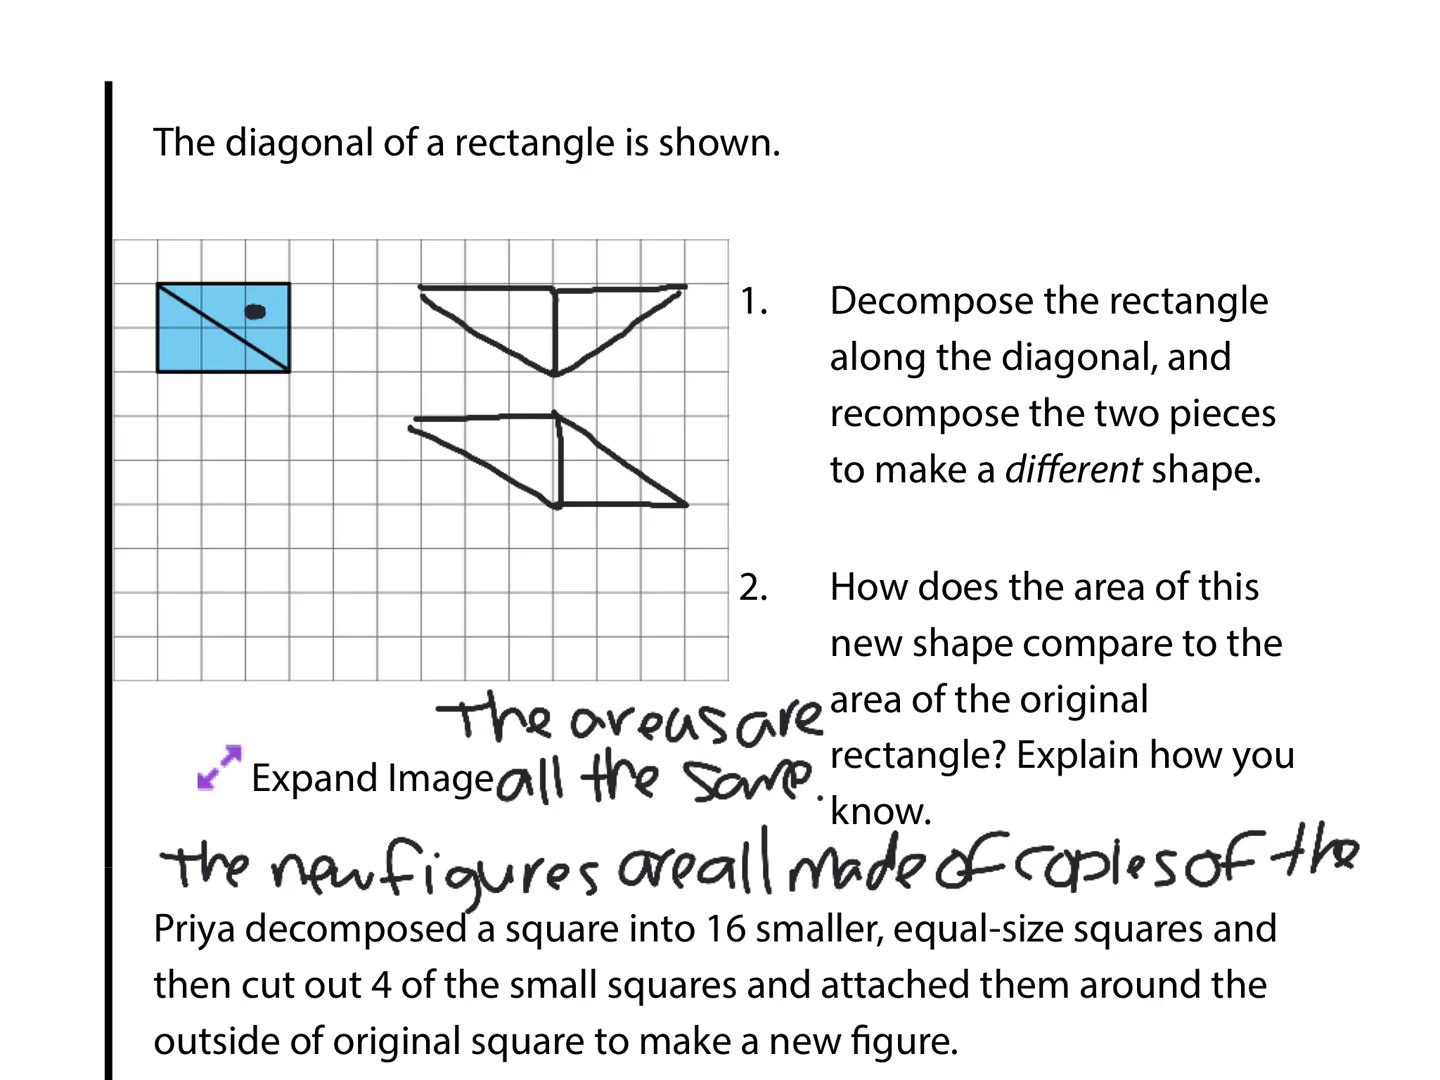 The diagonal of a rectangle is shown.
1. Decompose the rectangle
along the diagonal, and
recompose the two pieces
to make a different shape.
2. How does the area of this
new shape compare to the
area of the original
rectangle? Explain how you
know.
The areas are
all the same.
Expand Image
The new figures are all made of copies of the
Priya decomposed a square into 16 smaller, equal-size squares and
then cut out 4 of the small squares and attached them around the
outside of original square to make a new figure.